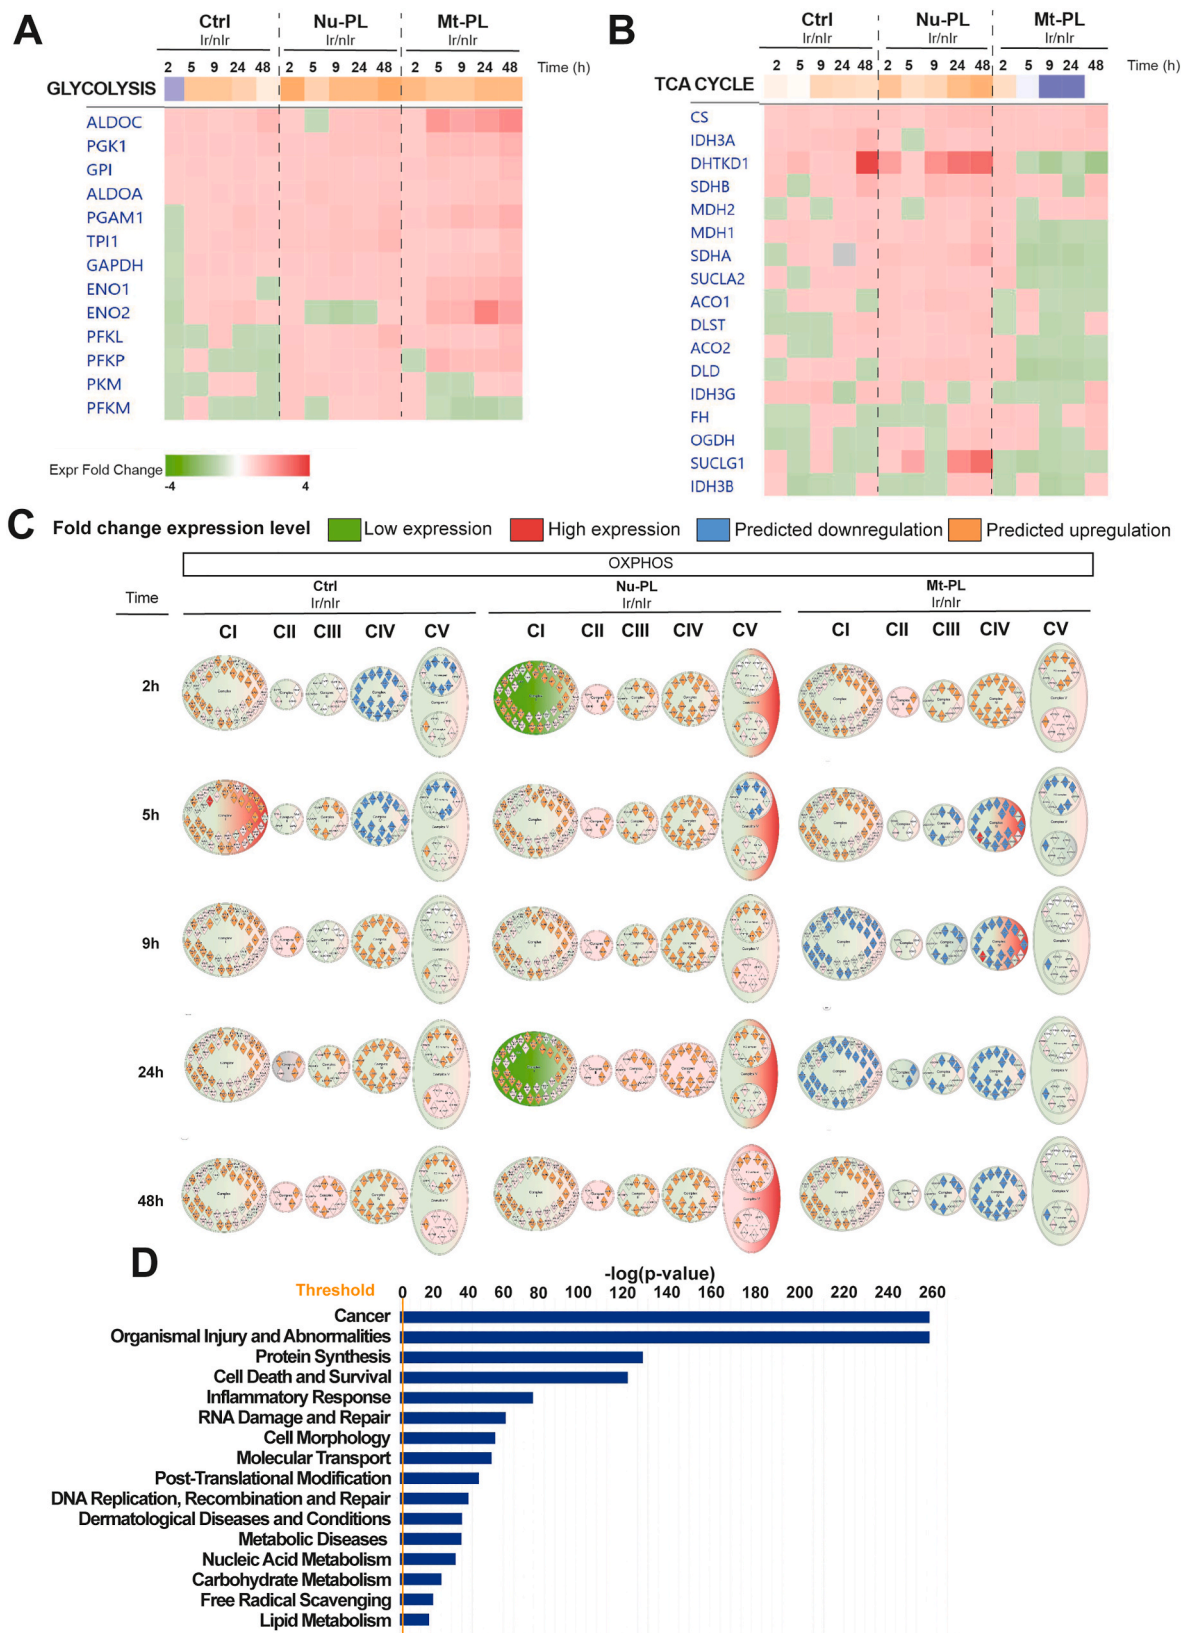 A
Ctrl Nu-PL Mt-PL
Ir/nIr Ir/nIr Ir/nIr
2 5 9 24 48 2 5 9 24 48 2 5 9 24 48 Time (h)
GLYCOLYSIS
ALDOC
PGK1
GPI
ALDOA
PGAM1
TPI1
GAPDH
ENO1
ENO2
PFKL
PFKP
PKM
PFKM
Expr Fold Change
-4 4
B
Ctrl Nu-PL Mt-PL
Ir/nIr Ir/nIr Ir/nIr
2 5 9 24 48 2 5 9 24 48 2 5 9 24 48 Time (h)
TCA CYCLE
CS
IDH3A
DHTKD1
SDHB
MDH2
MDH1
SDHA
SUCLA2
ACO1
DLST
ACO2
DLD
IDH3G
FH
OGDH
SUCLG1
IDH3B
C
Fold change expression level Low expression High expression Predicted downregulation Predicted upregulation
OXPHOS
Time Ctrl Nu-PL Mt-PL
Ir/nIr Ir/nIr Ir/nIr
CI CII CIII CIV CV CI CII CIII CIV CV CI CII CIII CIV CV
2h
5h
9h
24h
48h
D
-log(p-value)
Threshold 0 20 40 60 80 100 120 140 160 180 200 220 240 260
Cancer
Organismal Injury and Abnormalities
Protein Synthesis
Cell Death and Survival
Inflammatory Response
RNA Damage and Repair
Cell Morphology
Molecular Transport
Post-Translational Modification
DNA Replication, Recombination and Repair
Dermatological Diseases and Conditions
Metabolic Diseases
Nucleic Acid Metabolism
Carbohydrate Metabolism
Free Radical Scavenging
Lipid Metabolism